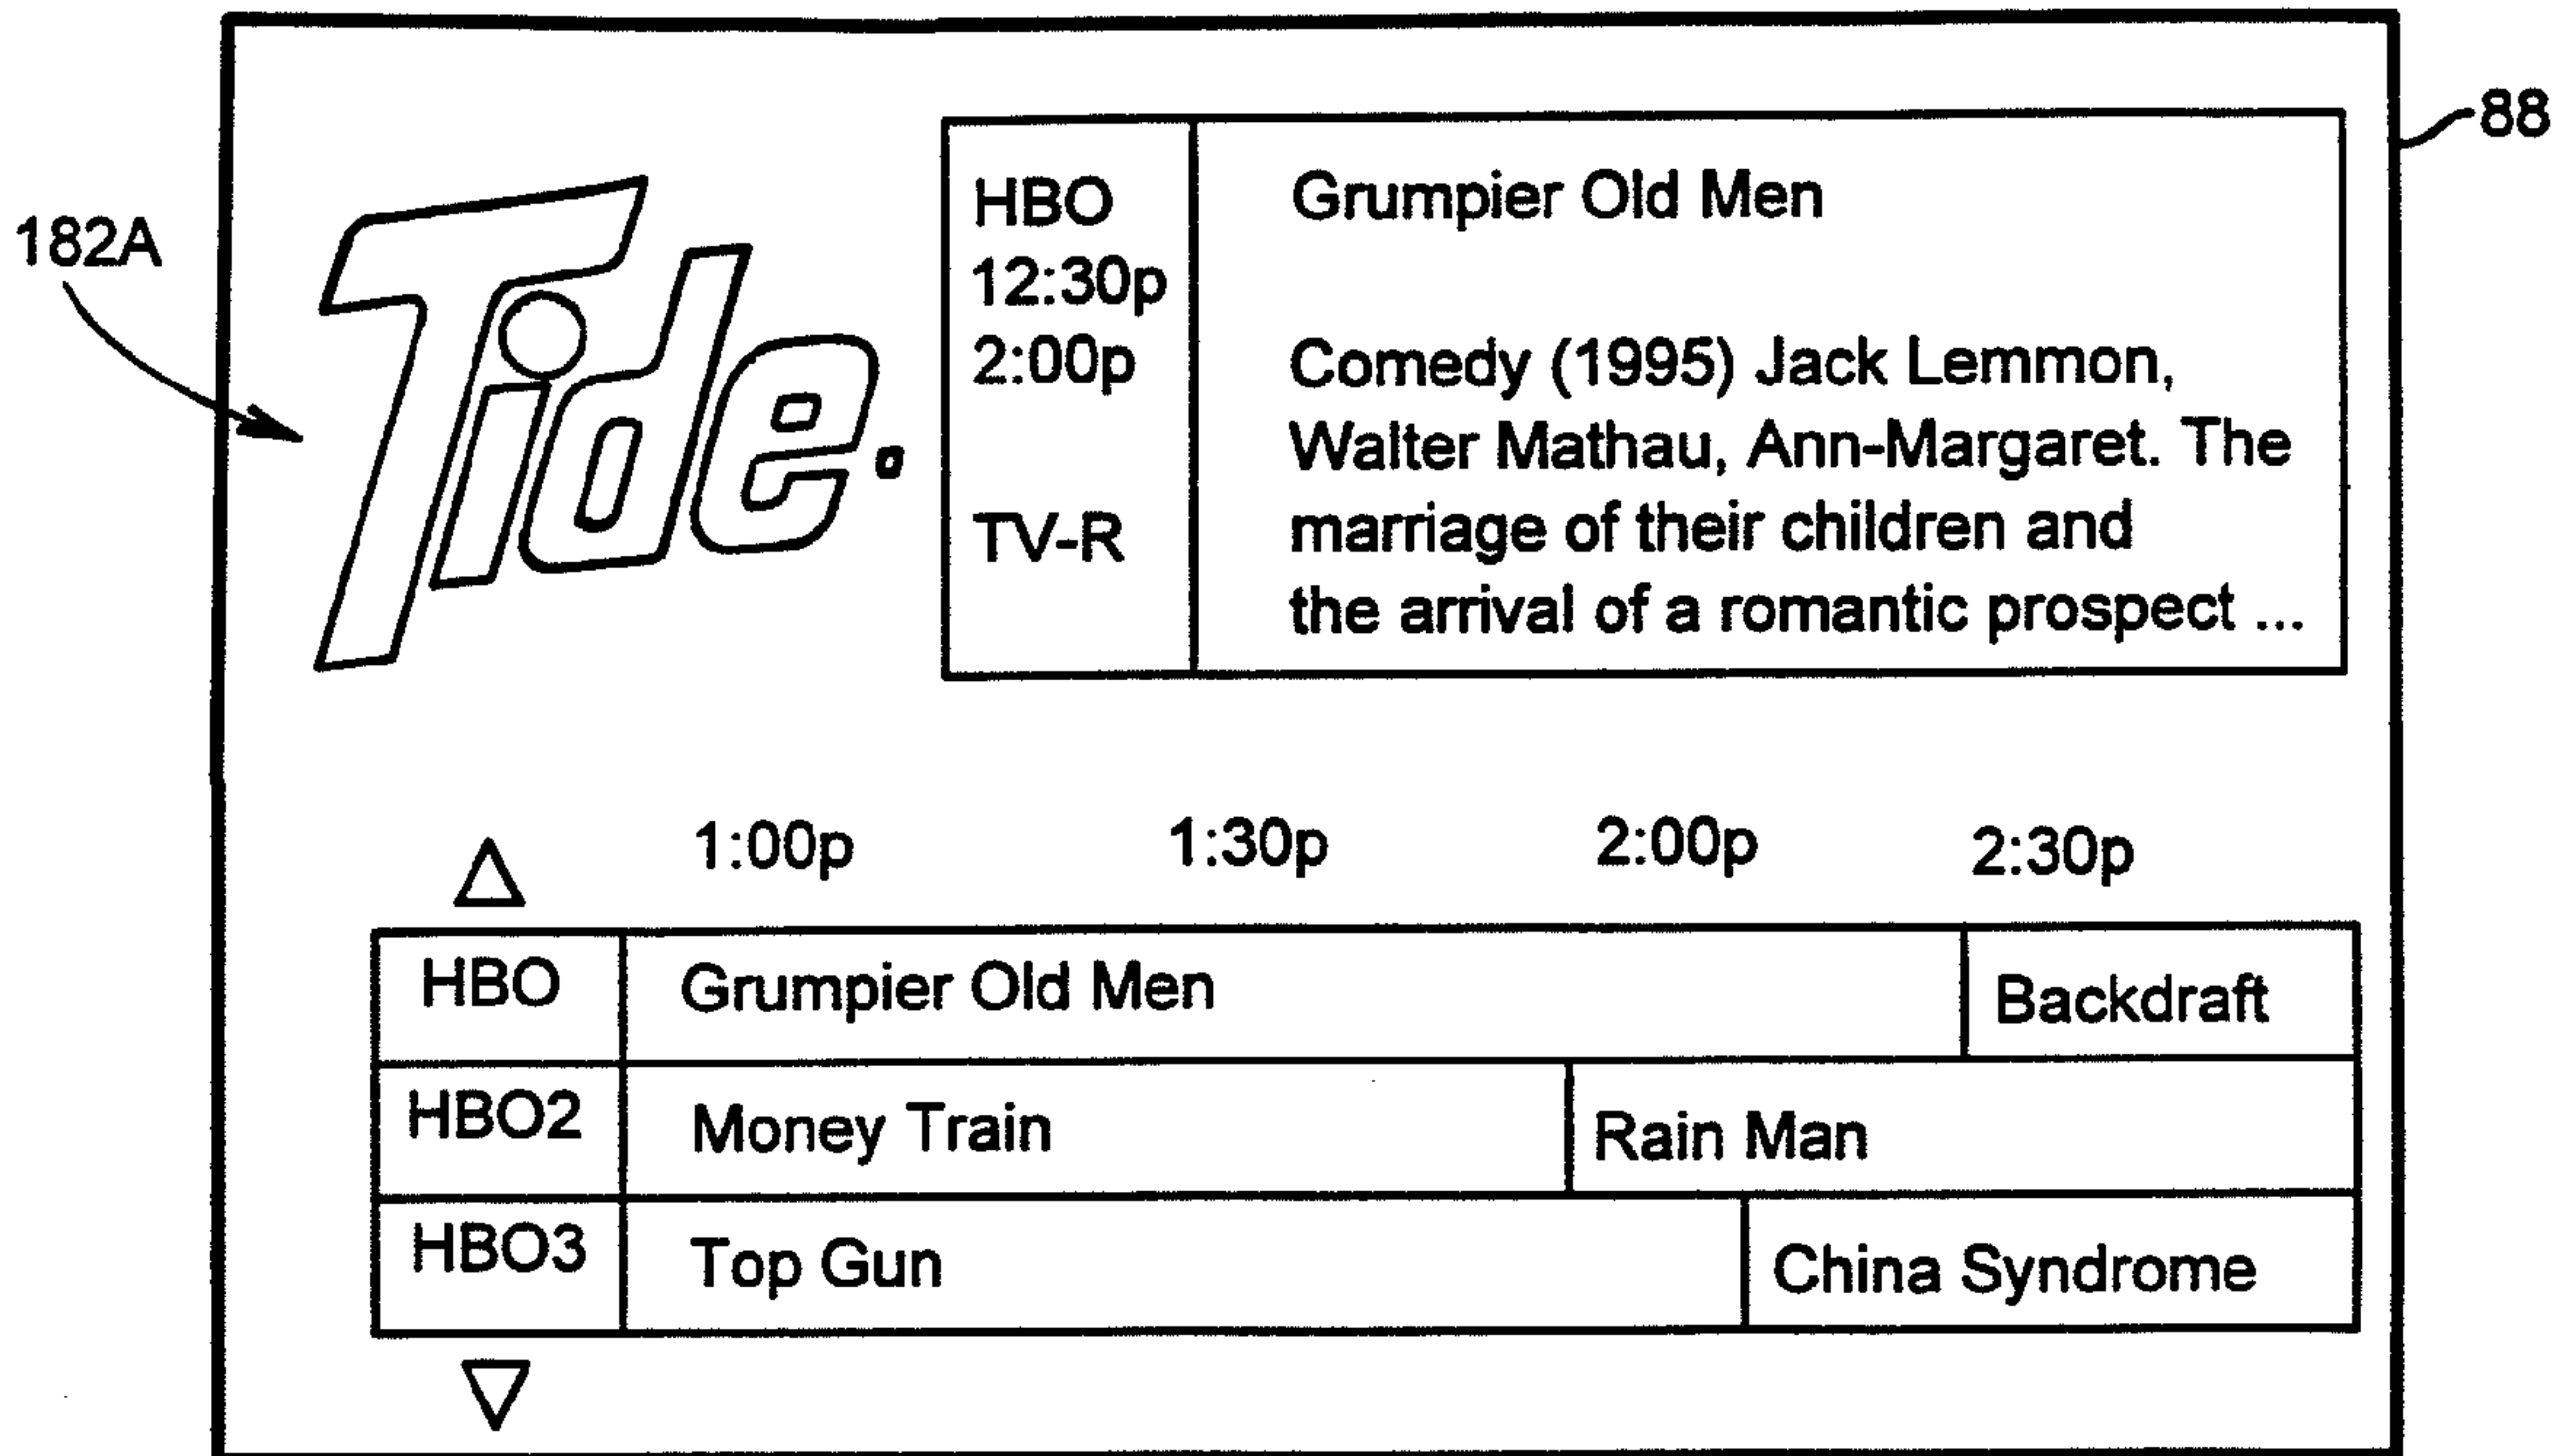 88
182A
Tide.
HBO
12:30p
2:00p
TV-R
Grumpier Old Men
Comedy (1995) Jack Lemmon,
Walter Mathau, Ann-Margaret. The
marriage of their children and
the arrival of a romantic prospect ...
1:00p 1:30p 2:00p 2:30p
HBO Grumpier Old Men Backdraft
HBO2 Money Train Rain Man
HBO3 Top Gun China Syndrome